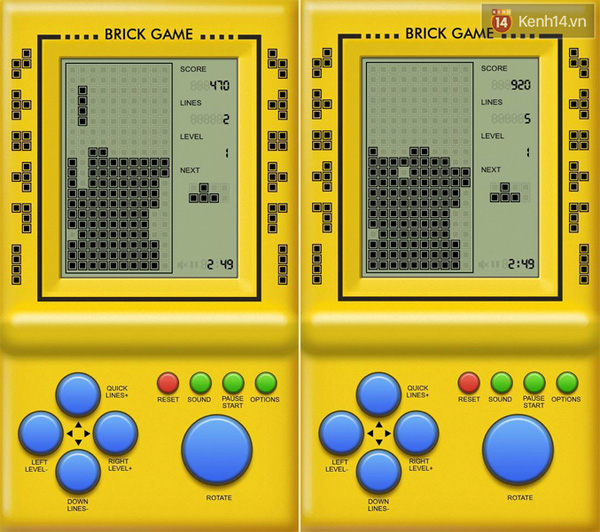 14 Kenh14.vn
BRICK GAME
SCORE
470
LINES
2
LEVEL
1
NEXT
2 49
QUICK
LINES+
LEFT
LEVEL-
RIGHT
LEVEL+
DOWN
LINES-
RESET
SOUND
PAUSE
START
OPTIONS
ROTATE
BRICK GAME
SCORE
920
LINES
5
LEVEL
1
NEXT
2:49
QUICK
LINES+
LEFT
LEVEL-
RIGHT
LEVEL+
DOWN
LINES-
RESET
SOUND
PAUSE
START
OPTIONS
ROTATE